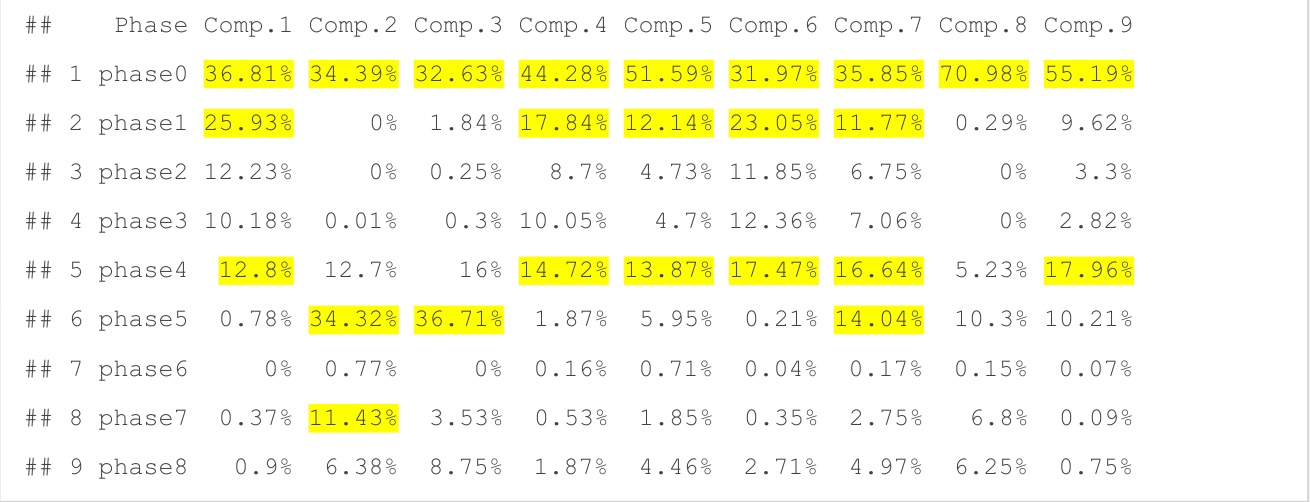 ##     Phase Comp.1 Comp.2 Comp.3 Comp.4 Comp.5 Comp.6 Comp.7 Comp.8 Comp.9
## 1 phase0 36.81% 34.39% 32.63% 44.28% 51.59% 31.97% 35.85% 70.98% 55.19%
## 2 phase1 25.93%     0%  1.84% 17.84% 12.14% 23.05% 11.77%  0.29%  9.62%
## 3 phase2 12.23%     0%  0.25%   8.7%  4.73% 11.85%  6.75%     0%   3.3%
## 4 phase3 10.18%  0.01%   0.3% 10.05%   4.7% 12.36%  7.06%     0%  2.82%
## 5 phase4  12.8%  12.7%    16% 14.72% 13.87% 17.47% 16.64%  5.23% 17.96%
## 6 phase5  0.78% 34.32% 36.71%  1.87%  5.95%  0.21% 14.04%  10.3% 10.21%
## 7 phase6     0%  0.77%     0%  0.16%  0.71%  0.04%  0.17%  0.15%  0.07%
## 8 phase7  0.37% 11.43%  3.53%  0.53%  1.85%  0.35%  2.75%   6.8%  0.09%
## 9 phase8   0.9%  6.38%  8.75%  1.87%  4.46%  2.71%  4.97%  6.25%  0.75%